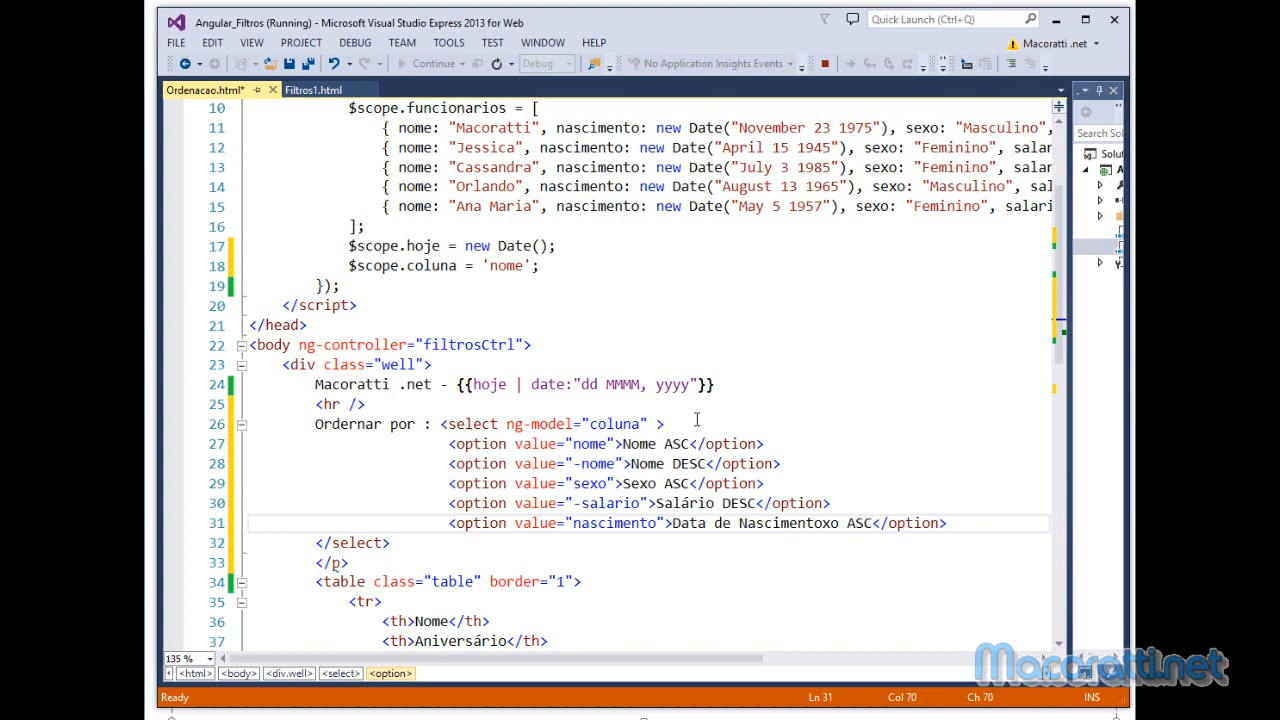 Angular_Filtros (Running) - Microsoft Visual Studio Express 2013 for Web
Quick Launch (Ctrl+Q)
FILE EDIT VIEW PROJECT DEBUG TEAM TOOLS TEST WINDOW HELP
Macoratti .net
Continue
Debug
No Application Insights Events
Ordenacao.html*
Filtros1.html
Search Sol
10 $scope.funcionarios = [
11 { nome: "Macoratti", nascimento: new Date("November 23 1975"), sexo: "Masculino",
12 { nome: "Jessica", nascimento: new Date("April 15 1945"), sexo: "Feminino", salar
13 { nome: "Cassandra", nascimento: new Date("July 3 1985"), sexo: "Feminino", salar
14 { nome: "Orlando", nascimento: new Date("August 13 1965"), sexo: "Masculino", sal
15 { nome: "Ana Maria", nascimento: new Date("May 5 1957"), sexo: "Feminino", salari
Solut
16 ];
17 $scope.hoje = new Date();
18 $scope.coluna = 'nome';
19 });
20 </script>
21 </head>
22 <body ng-controller="filtrosCtrl">
23 <div class="well">
24 Macoratti .net - {{hoje | date:"dd MMMM, yyyy"}}
25 <hr />
26 Ordernar por : <select ng-model="coluna" >
27 <option value="nome">Nome ASC</option>
28 <option value="-nome">Nome DESC</option>
29 <option value="sexo">Sexo ASC</option>
30 <option value="-salario">Salário DESC</option>
31 <option value="nascimento">Data de Nascimentoxo ASC</option>
32 </select>
33 </p>
34 <table class="table" border="1">
35 <tr>
36 <th>Nome</th>
37 <th>Aniversário</th>
135 %
<html> <body> <div.well> <select> <option>
Macoratti.net
Ready
Ln 31
Col 70
Ch 70
INS